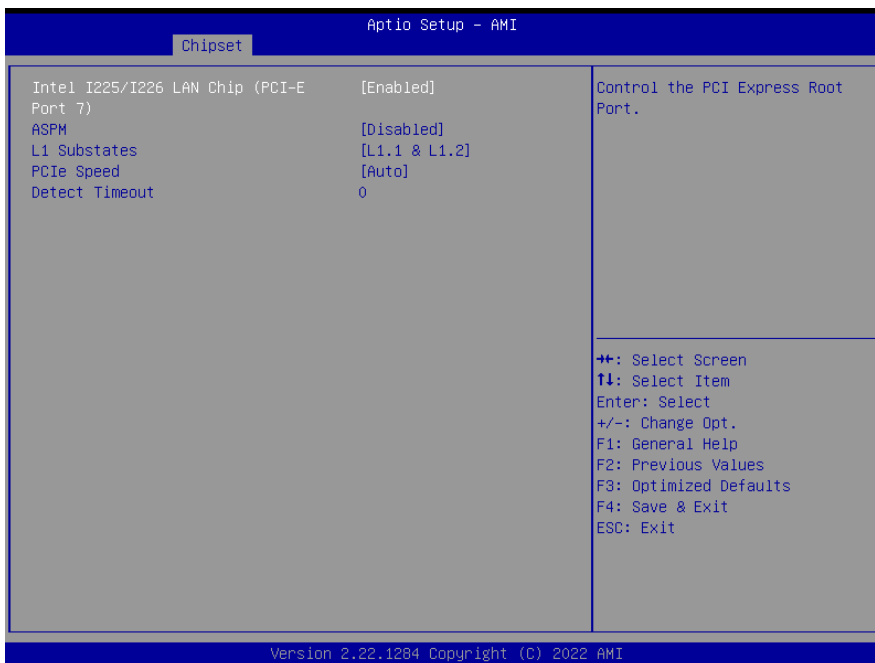 Aptio Setup – AMI
Chipset
Intel I225/I226 LAN Chip (PCI-E [Enabled]
Port 7)
ASPM [Disabled]
L1 Substates [L1.1 & L1.2]
PCIe Speed [Auto]
Detect Timeout 0
Control the PCI Express Root
Port.
→←: Select Screen
↑↓: Select Item
Enter: Select
+/-: Change Opt.
F1: General Help
F2: Previous Values
F3: Optimized Defaults
F4: Save & Exit
ESC: Exit
Version 2.22.1284 Copyright (C) 2022 AMI